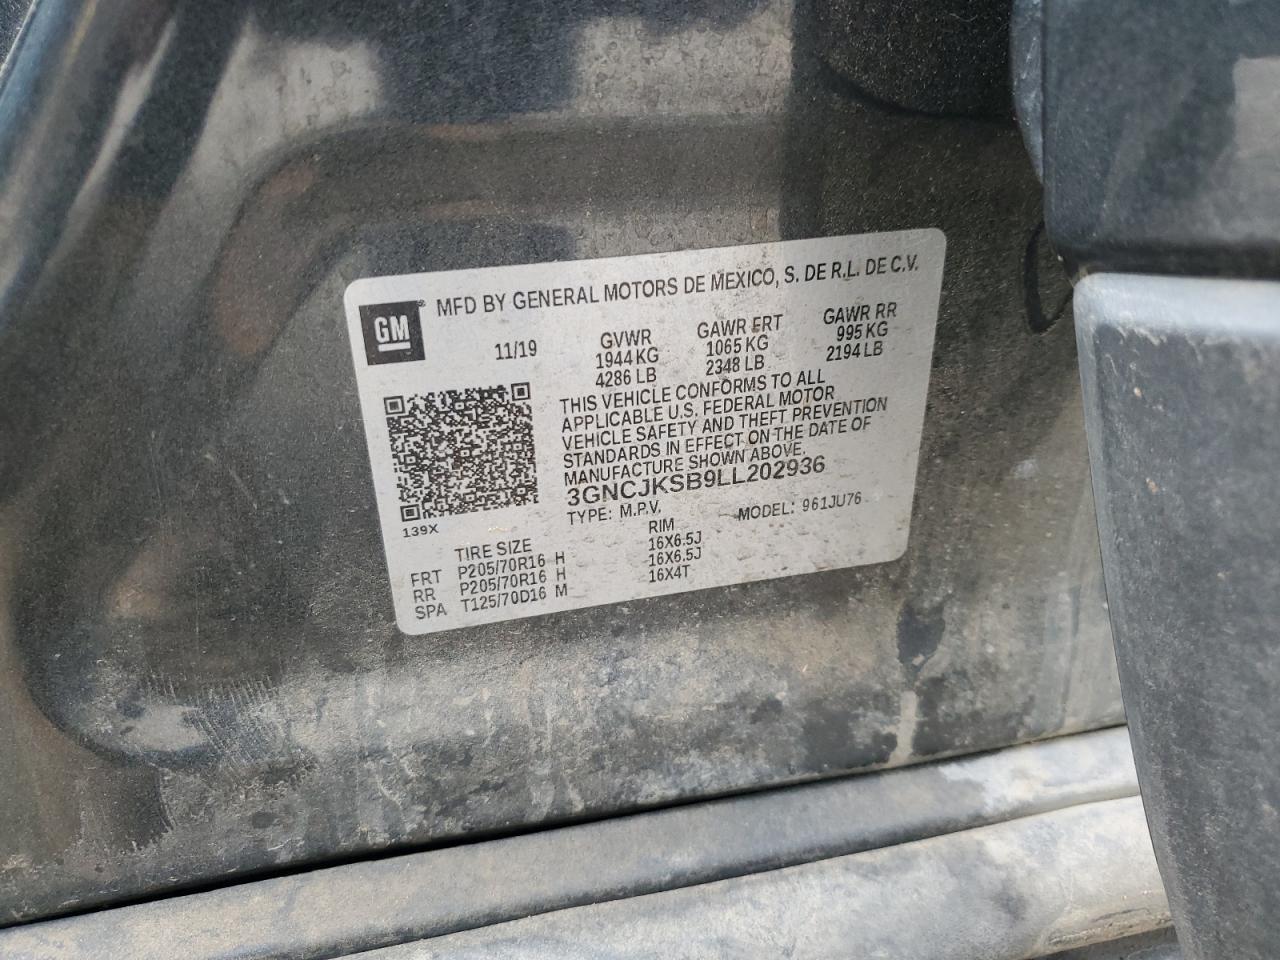 GM® MFD BY GENERAL MOTORS DE MEXICO, S. DE R.L. DE C.V.
11/19 GVWR GAWR FRT GAWR RR
1944 KG 1065 KG 995 KG
4286 LB 2348 LB 2194 LB
THIS VEHICLE CONFORMS TO ALL
APPLICABLE U.S. FEDERAL MOTOR
VEHICLE SAFETY AND THEFT PREVENTION
STANDARDS IN EFFECT ON THE DATE OF
MANUFACTURE SHOWN ABOVE.
3GNCJKSB9LL202936
TYPE: M.P.V. MODEL: 961JU76
139X
TIRE SIZE RIM
FRT P205/70R16 H 16X6.5J
RR P205/70R16 H 16X6.5J
SPA T125/70D16 M 16X4T